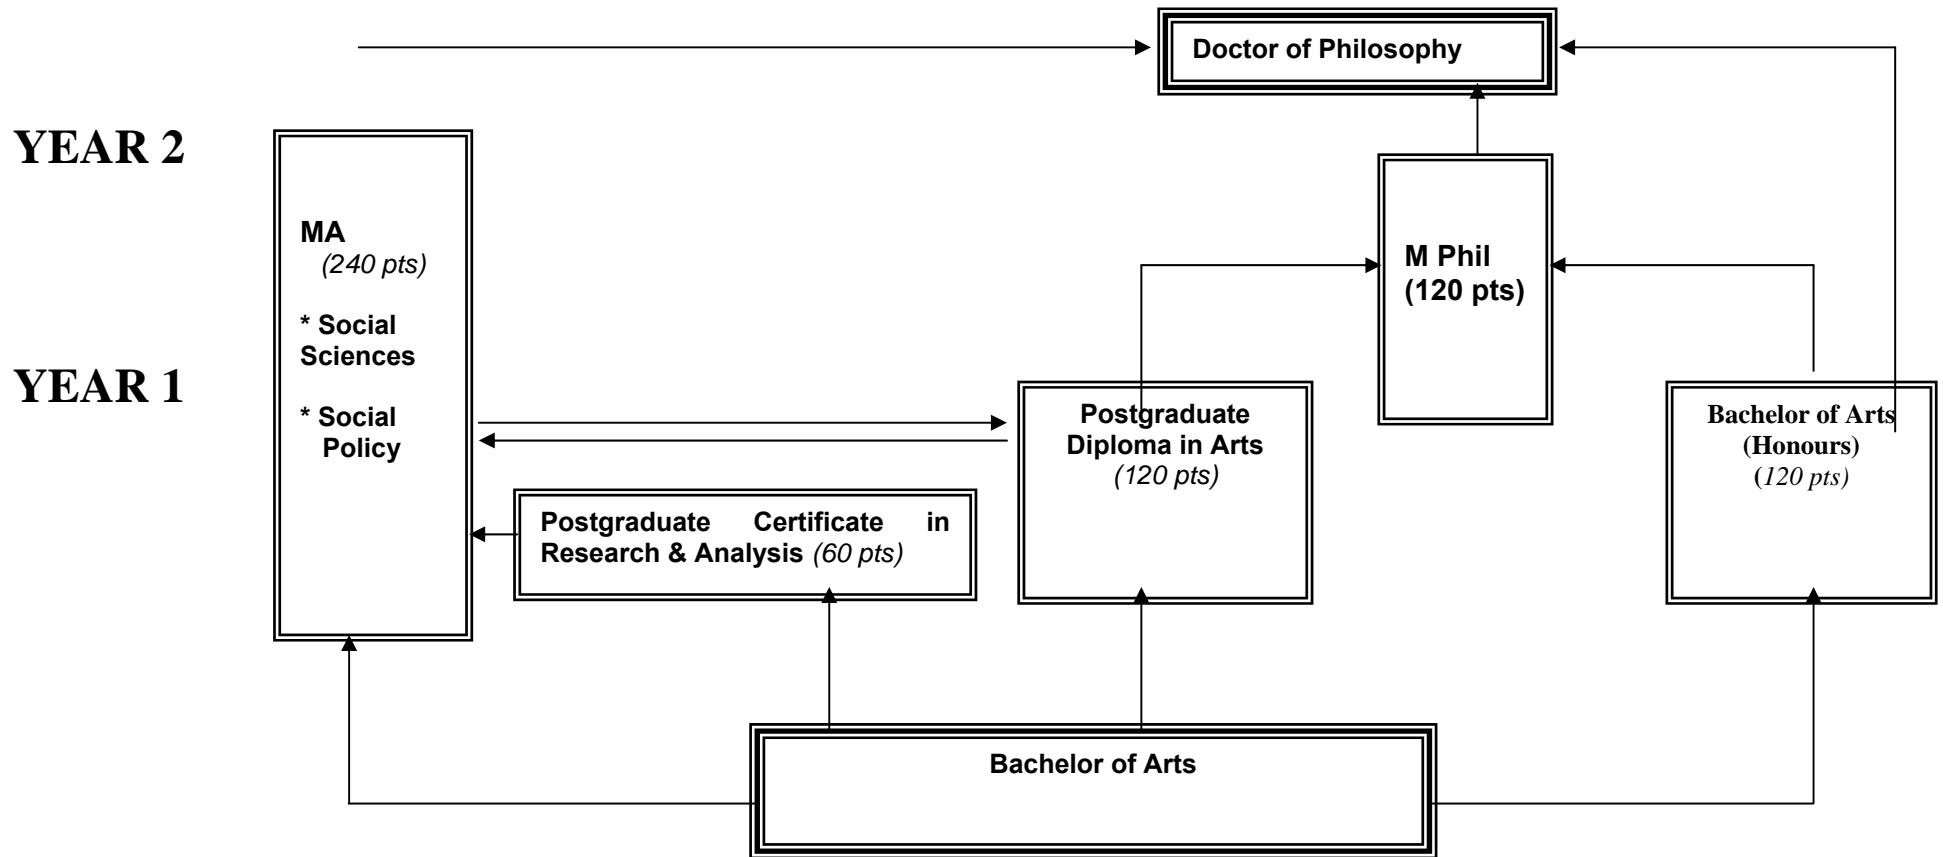 Doctor of Philosophy
YEAR 2
MA
(240 pts)
* Social
Sciences
* Social
Policy
M Phil
(120 pts)
YEAR 1
Postgraduate
Diploma in Arts
(120 pts)
Bachelor of Arts
(Honours)
(120 pts)
Postgraduate Certificate in
Research & Analysis (60 pts)
Bachelor of Arts